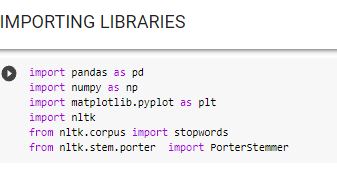 IMPORTING LIBRARIES
import pandas as pd
import numpy as np
import matplotlib.pyplot as plt
import nltk
from nltk.corpus import stopwords
from nltk.stem.porter  import PorterStemmer